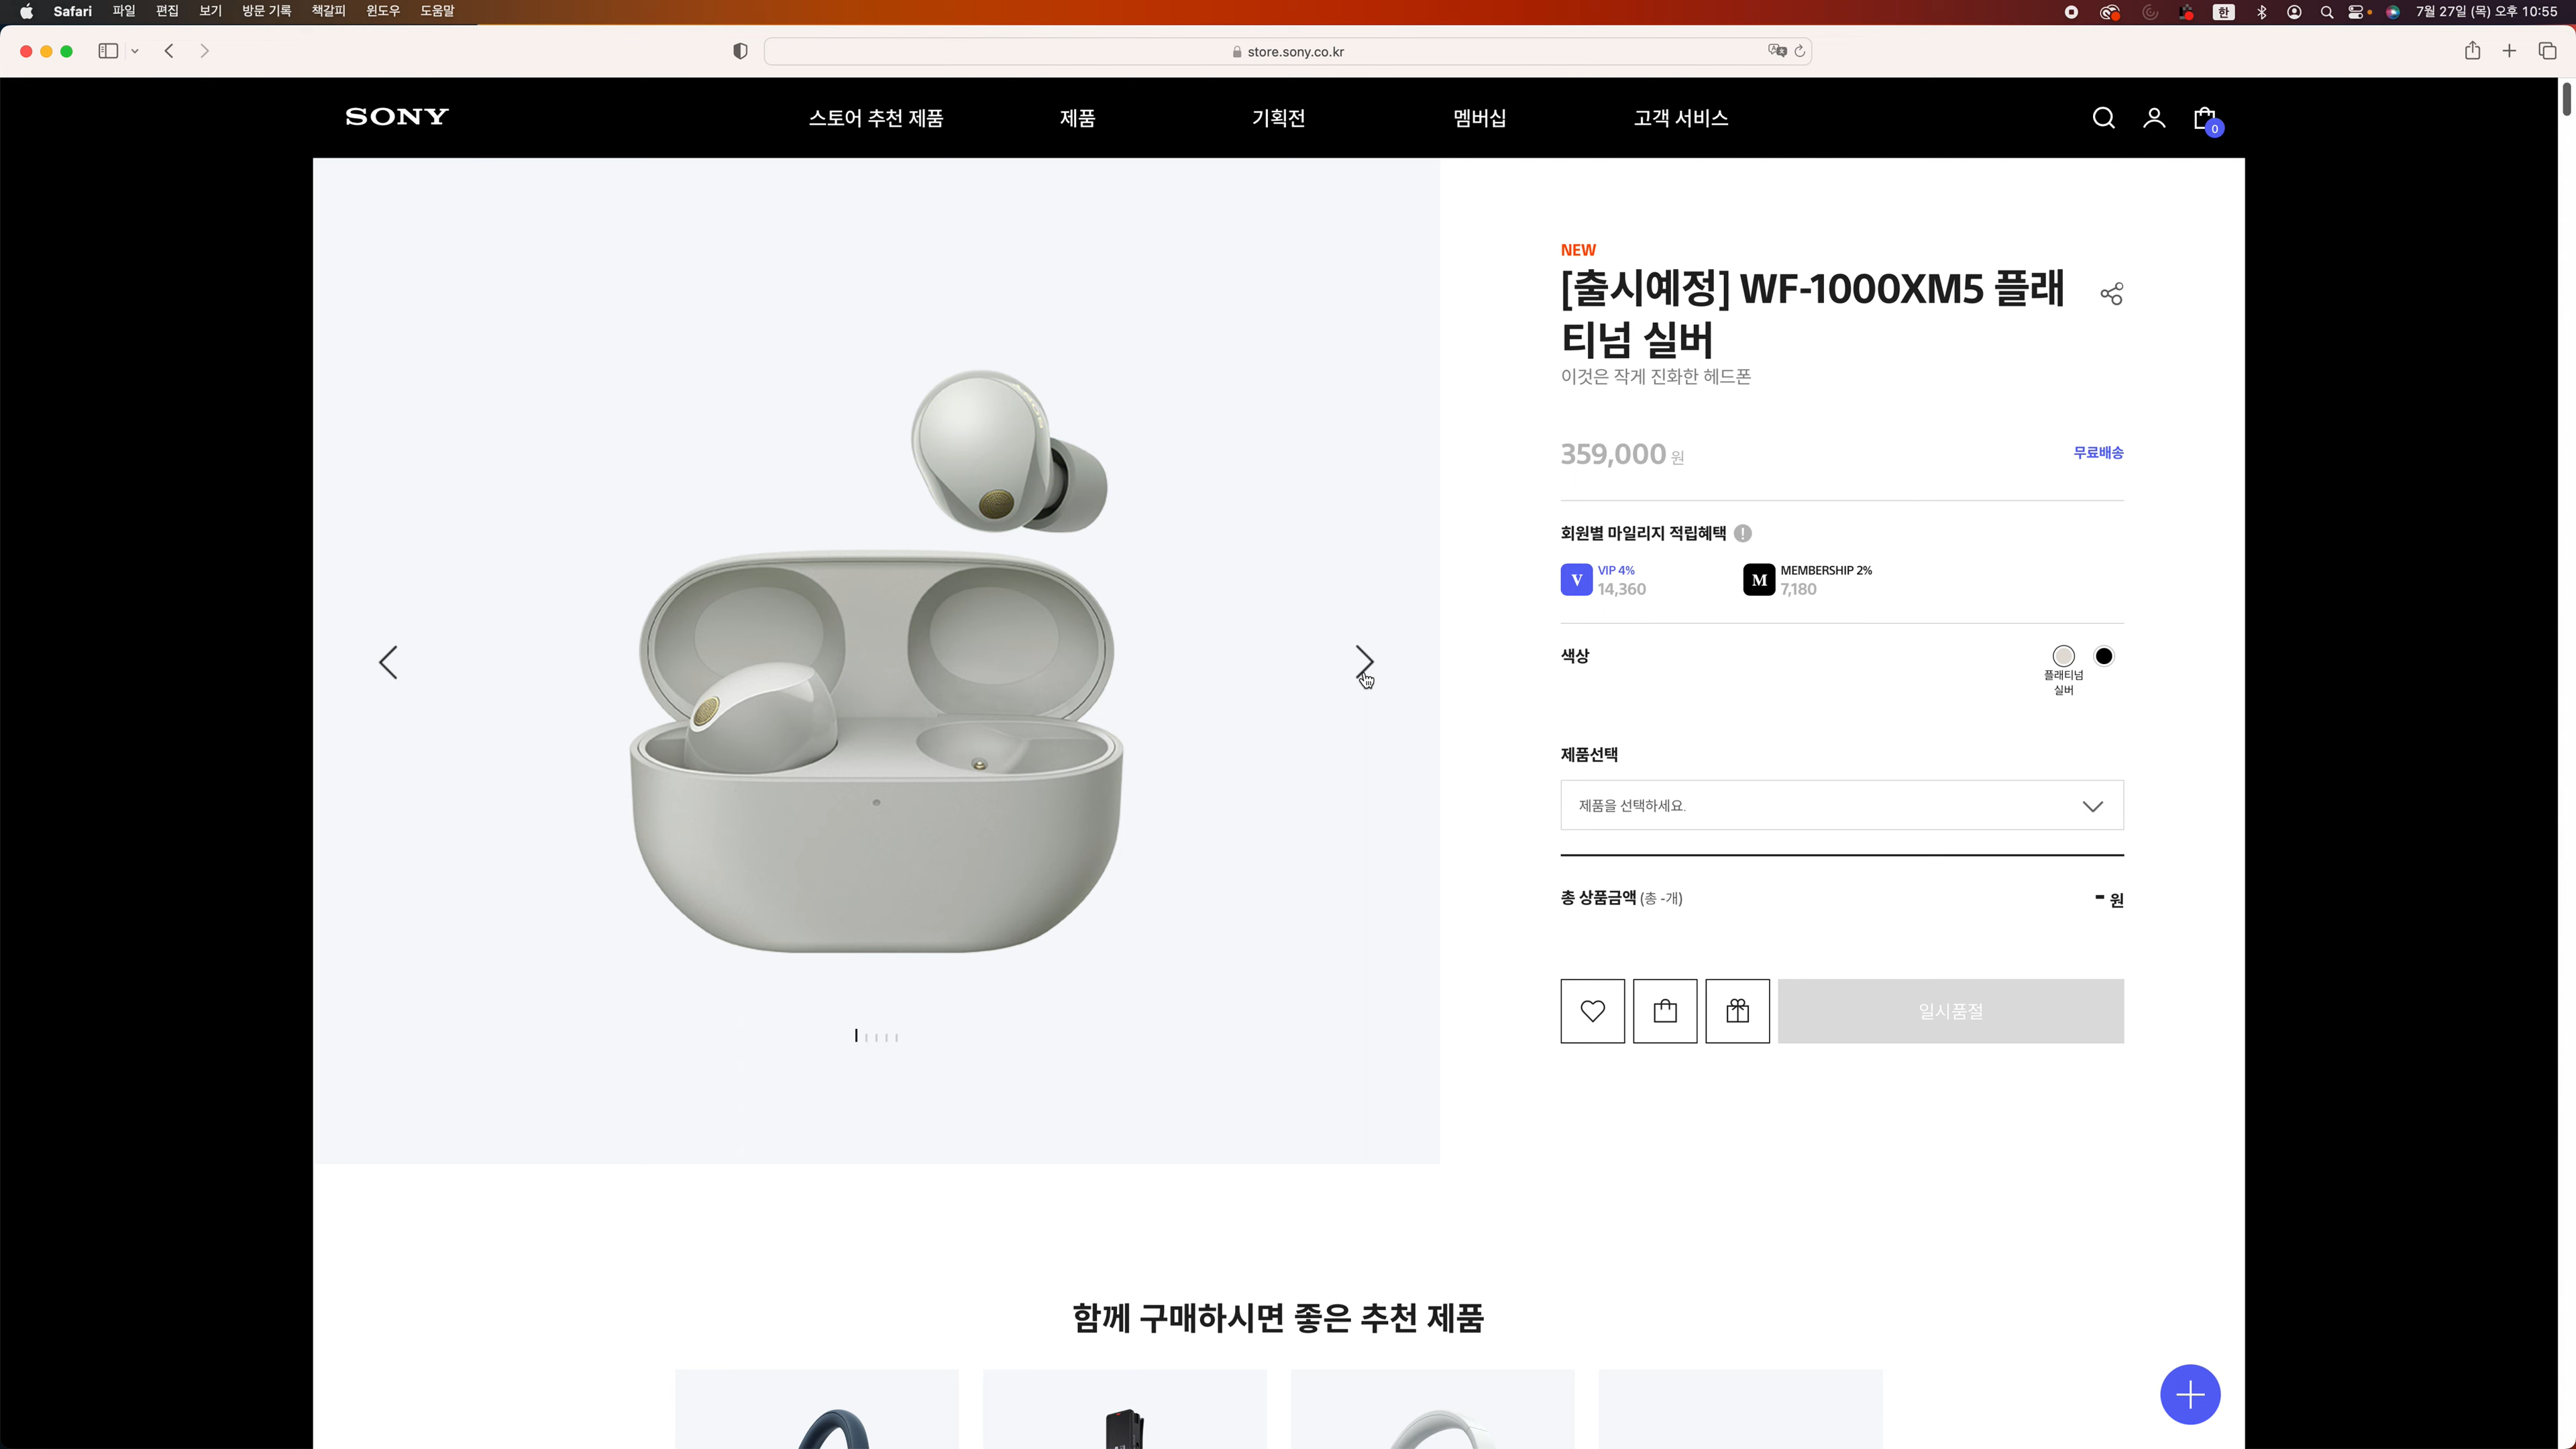 Safari 파일 편집 보기 방문 기록 책갈피 윈도우 도움말
한 7월 27일 (목) 오후 10:55
store.sony.co.kr
SONY 스토어 추천 제품 제품 기획전 멤버십 고객 서비스
0
NEW
[출시예정] WF-1000XM5 플래
티넘 실버
이것은 작게 진화한 헤드폰
359,000 원 무료배송
회원별 마일리지 적립혜택 !
V VIP 4% M MEMBERSHIP 2%
14,360 7,180
색상
플래티넘
실버
제품선택
제품을 선택하세요.
총 상품금액 (총 -개) - 원
일시품절
함께 구매하시면 좋은 추천 제품